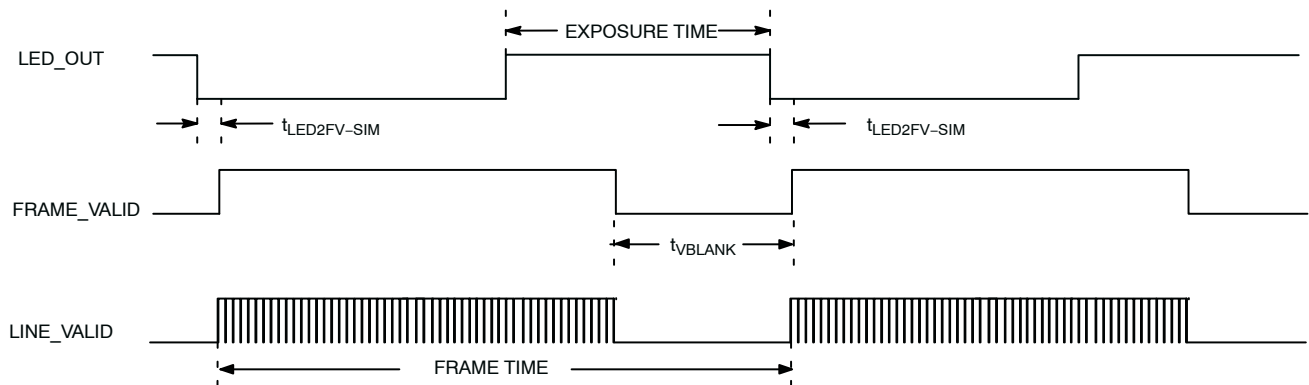 EXPOSURE TIME
LED_OUT
tLED2FV–SIM
tLED2FV–SIM
FRAME_VALID
tVBLANK
LINE_VALID
FRAME TIME